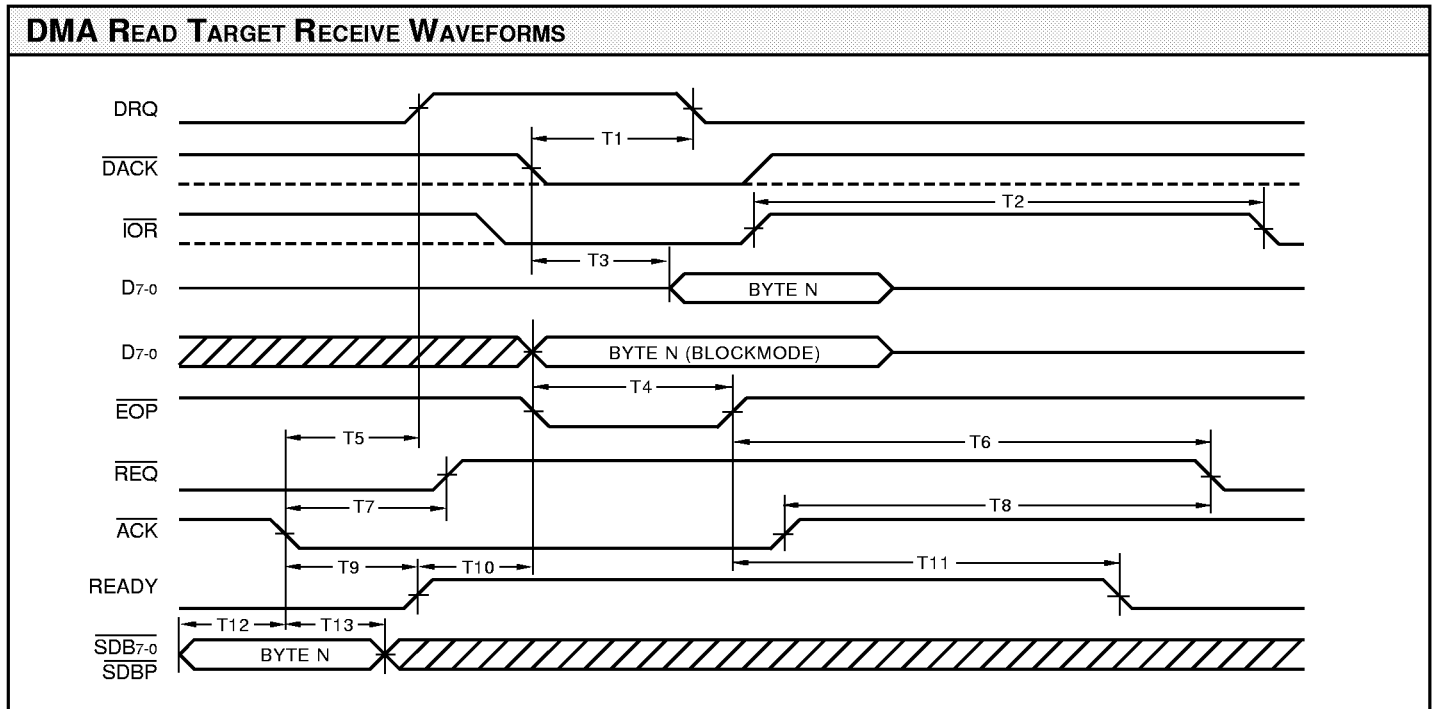 DMA READ TARGET RECEIVE WAVEFORMS
DRQ
T1
DACK
T2
IOR
T3
D7-0 BYTE N
D7-0 BYTE N (BLOCKMODE)
T4
EOP
T5 T6
REQ
T7 T8
ACK
T9 T10 T11
READY
T12 T13
SDB7-0 BYTE N
SDBP